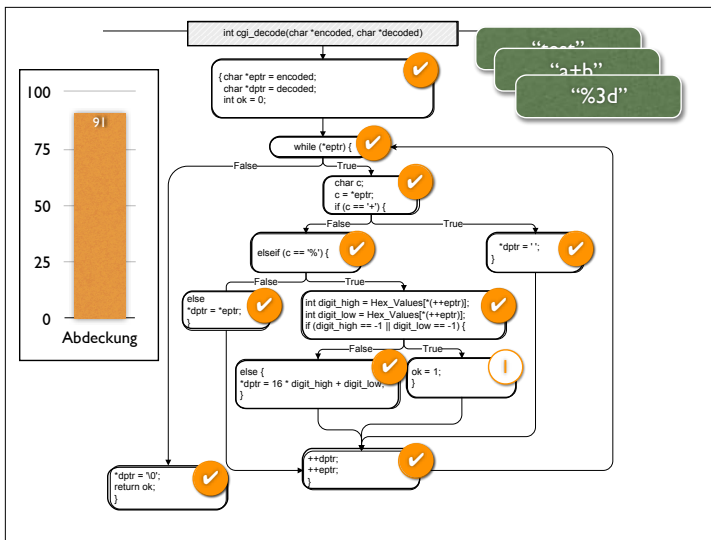 int cgi_decode(char *encoded, char *decoded)
{ char *eptr = encoded;
char *dptr = decoded;
int ok = 0;
"test"
"a+b"
"%3d"
100
75
50
25
0
91
Abdeckung
while (*eptr) {
False
True
char c;
c = *eptr;
if (c == '+') {
False
True
elseif (c == '%') {
*dptr = ' ';
}
False
True
else
*dptr = *eptr;
}
int digit_high = Hex_Values[*(++eptr)];
int digit_low = Hex_Values[*(++eptr)];
if (digit_high == -1 || digit_low == -1) {
False
True
else {
*dptr = 16 * digit_high + digit_low;
}
ok = 1;
}
++dptr;
++eptr;
}
*dptr = '\0';
return ok;
}